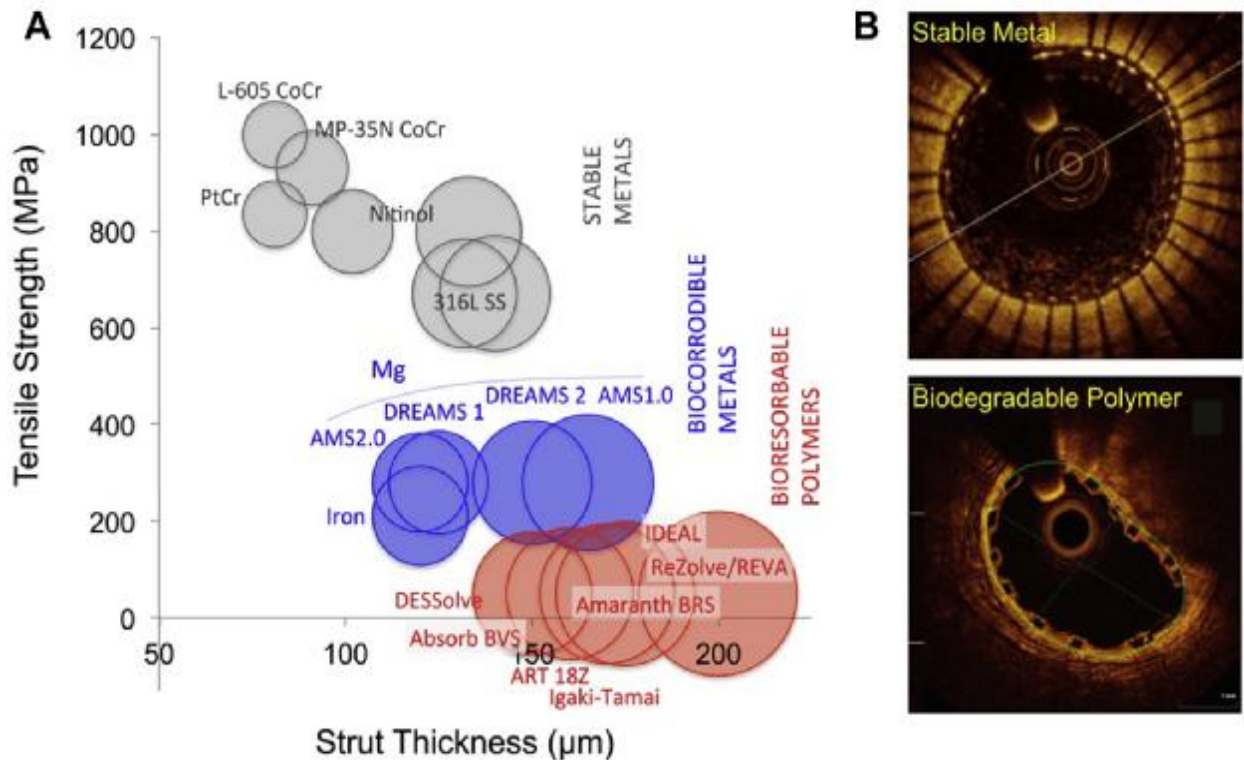 A
1200
1000
800
600
400
200
0
50
100
150
200
Tensile Strength (MPa)
Strut Thickness (µm)
L-605 CoCr
MP-35N CoCr
PtCr
Nitinol
316L SS
STABLE
METALS
Mg
DREAMS 1
DREAMS 2
AMS1.0
AMS2.0
Iron
BIOCORRODIBLE
METALS
BIORESORBABLE
POLYMERS
IDEAL
ReZolve/REVA
DESSolve
Amaranth BRS
Absorb BVS
ART 18Z
Igaki-Tamai
B
Stable Metal
Biodegradable Polymer